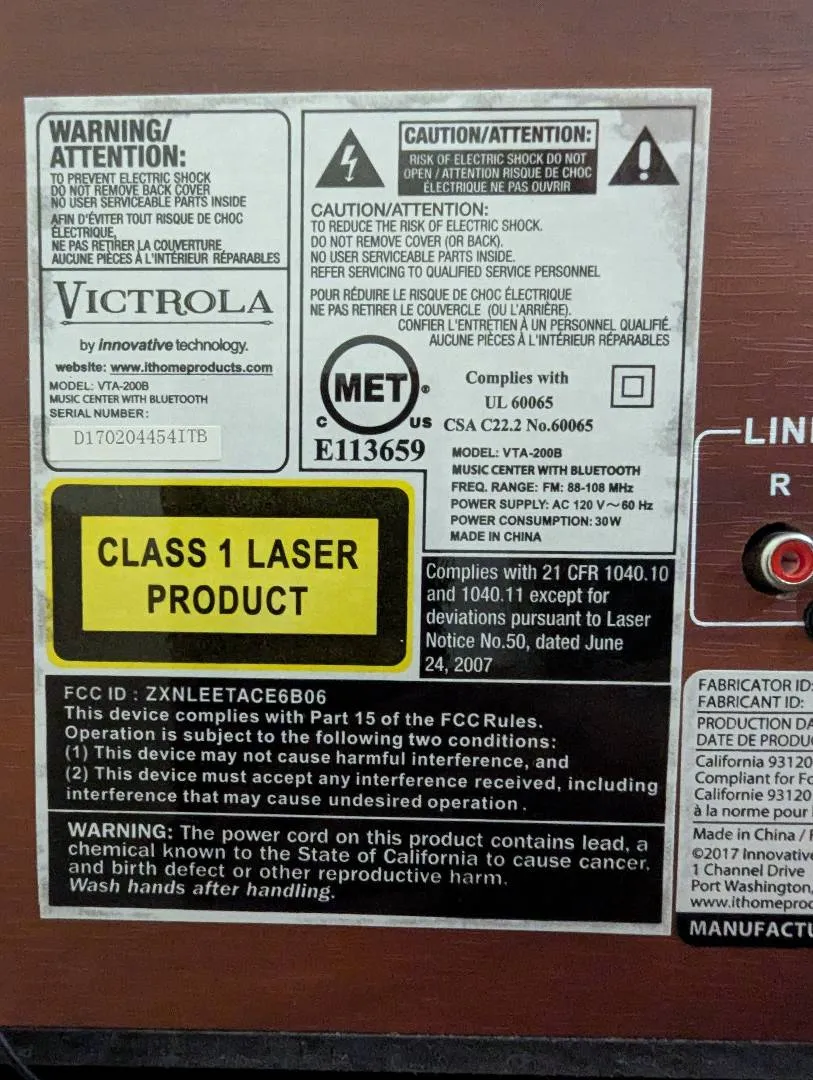 WARNING/
ATTENTION:
TO PREVENT ELECTRIC SHOCK
DO NOT REMOVE BACK COVER
NO USER SERVICEABLE PARTS INSIDE
AFIN D'ÉVITER TOUT RISQUE DE CHOC
ÉLECTRIQUE,
NE PAS RETIRER LA COUVERTURE,
AUCUNE PIÈCES À L'INTÉRIEUR RÉPARABLES
VICTROLA
by innovative technology.
website: www.ithomeproducts.com
MODEL: VTA-200B
MUSIC CENTER WITH BLUETOOTH
SERIAL NUMBER:
D170204454ITB
CAUTION/ATTENTION:
RISK OF ELECTRIC SHOCK DO NOT
OPEN / ATTENTION RISQUE DE CHOC
ÉLECTRIQUE NE PAS OUVRIR
CAUTION/ATTENTION:
TO REDUCE THE RISK OF ELECTRIC SHOCK.
DO NOT REMOVE COVER (OR BACK).
NO USER SERVICEABLE PARTS INSIDE.
REFER SERVICING TO QUALIFIED SERVICE PERSONNEL
POUR RÉDUIRE LE RISQUE DE CHOC ÉLECTRIQUE
NE PAS RETIRER LE COUVERCLE (OU L'ARRIÈRE).
CONFIER L'ENTRETIEN À UN PERSONNEL QUALIFIÉ.
AUCUNE PIÈCES À L'INTÉRIEUR RÉPARABLES
MET
C US
E113659
Complies with
UL 60065
CSA C22.2 No.60065
MODEL: VTA-200B
MUSIC CENTER WITH BLUETOOTH
FREQ. RANGE: FM: 88-108 MHz
POWER SUPPLY: AC 120 V～60 Hz
POWER CONSUMPTION: 30W
MADE IN CHINA
CLASS 1 LASER
PRODUCT
Complies with 21 CFR 1040.10
and 1040.11 except for
deviations pursuant to Laser
Notice No.50, dated June
24, 2007
FCC ID : ZXNLEETACE6B06
This device complies with Part 15 of the FCC Rules.
Operation is subject to the following two conditions:
(1) This device may not cause harmful interference, and
(2) This device must accept any interference received, including
interference that may cause undesired operation.
WARNING: The power cord on this product contains lead, a
chemical known to the State of California to cause cancer,
and birth defect or other reproductive harm.
Wash hands after handling.
LIN
R
FABRICATOR ID:
FABRICANT ID:
PRODUCTION DA
DATE DE PRODU
California 93120
Compliant for Fo
Californie 93120
à la norme pour
Made in China / F
©2017 Innovative
1 Channel Drive
Port Washington,
www.ithomeproc
MANUFACTU